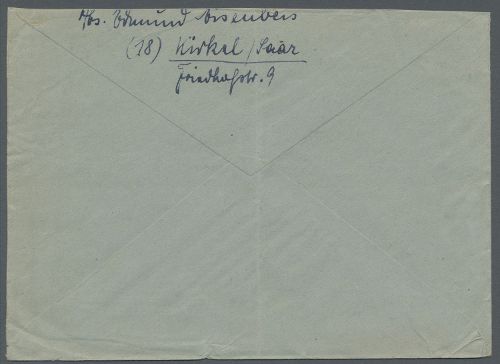 Abs. Edmund Eisenbeis
(18) Kirkel/Saar
Friedhofstr. 9